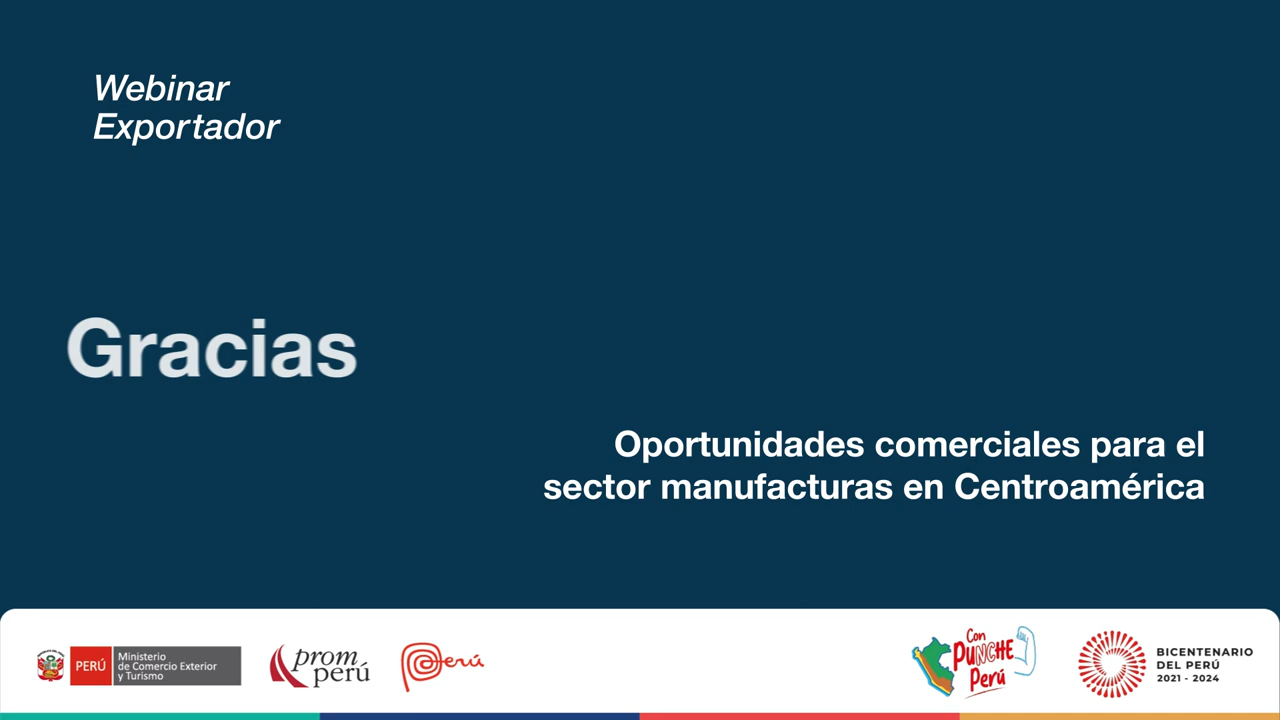 Webinar
Exportador
Gracias
Oportunidades comerciales para el
sector manufacturas en Centroamérica
PERÚ
Ministerio
de Comercio Exterior
y Turismo
prom
perú
Perú
Con
PUNCHE
Perú
BICENTENARIO
DEL PERÚ
2021 - 2024